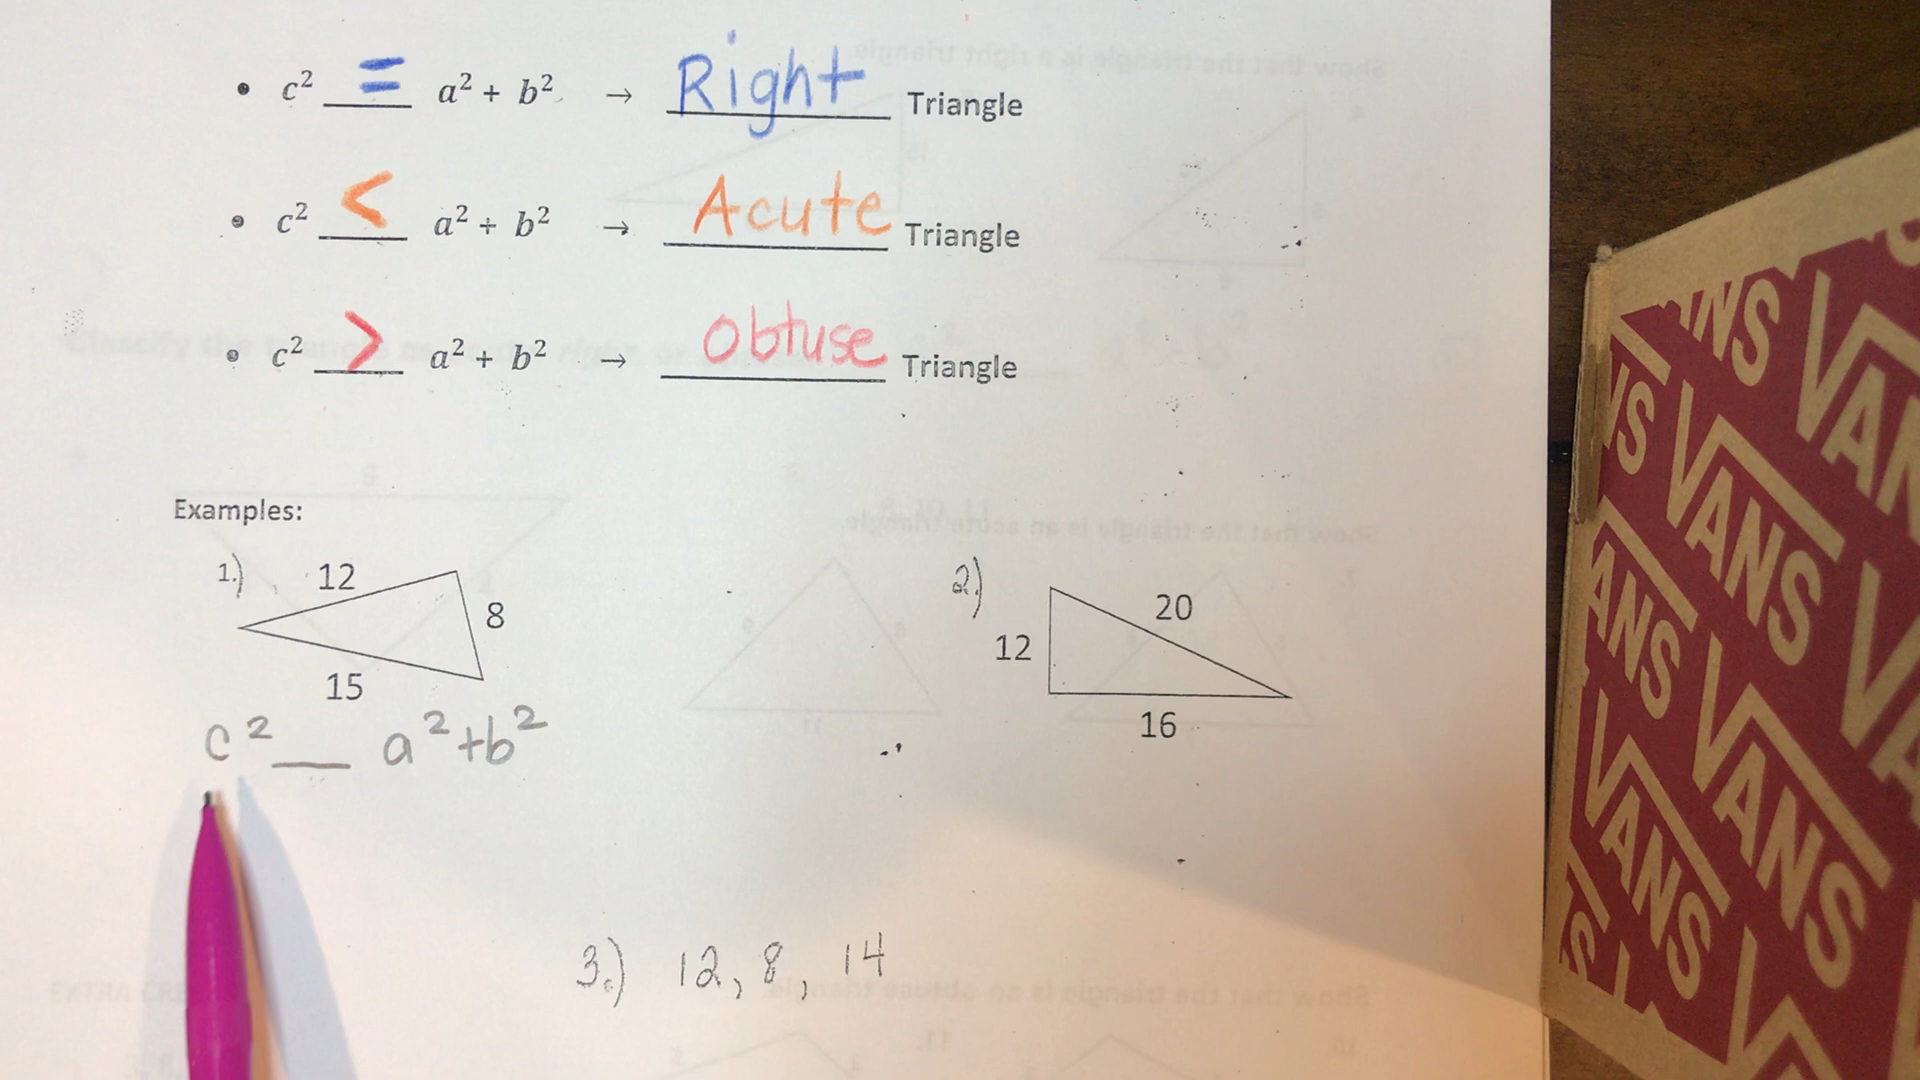 • c² = a² + b² → Right Triangle
• c² < a² + b² → Acute Triangle
• c² > a² + b² → Obtuse Triangle
Examples:
1.) 12 8 15
2.) 12 20 16
c² __ a²+b²
3.) 12, 8, 14
VANS VANS VANS VANS